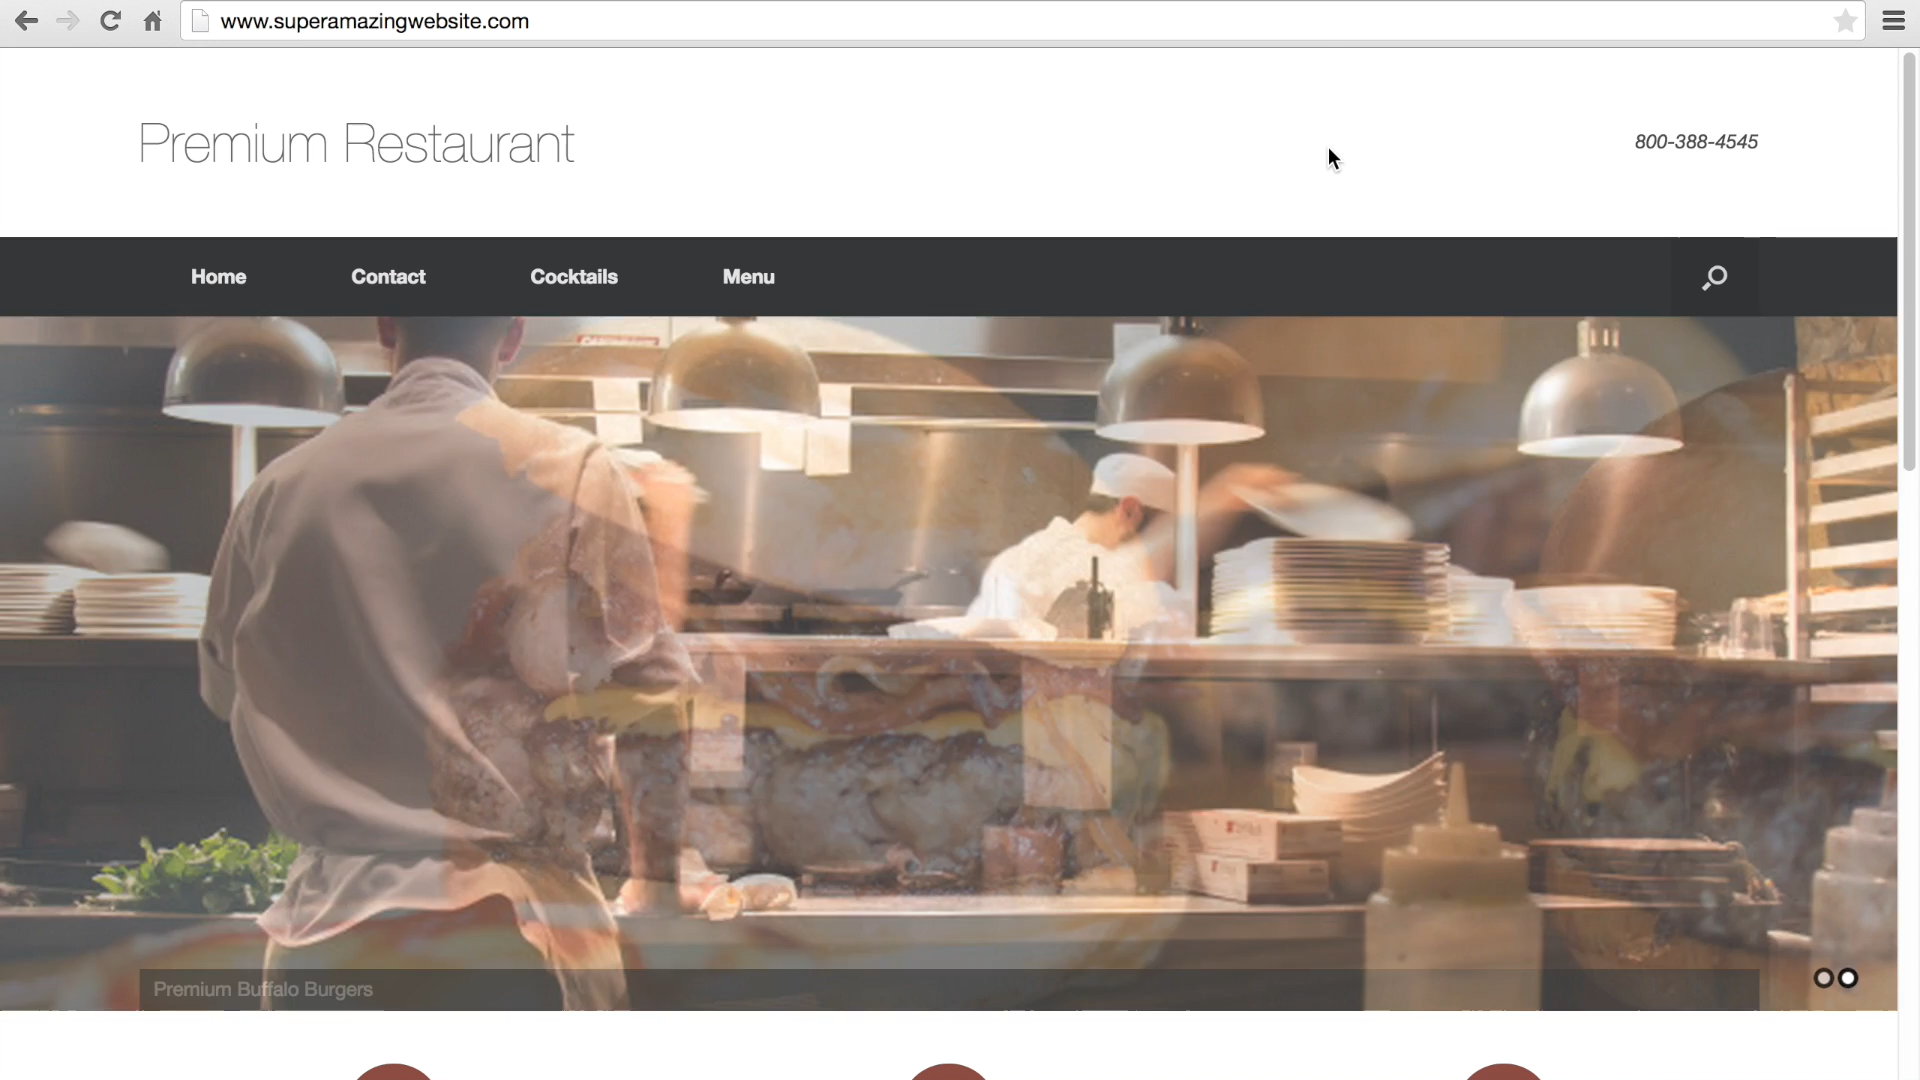 www.superamazingwebsite.com
Premium Restaurant
800-388-4545
Home
Contact
Cocktails
Menu
Premium Buffalo Burgers